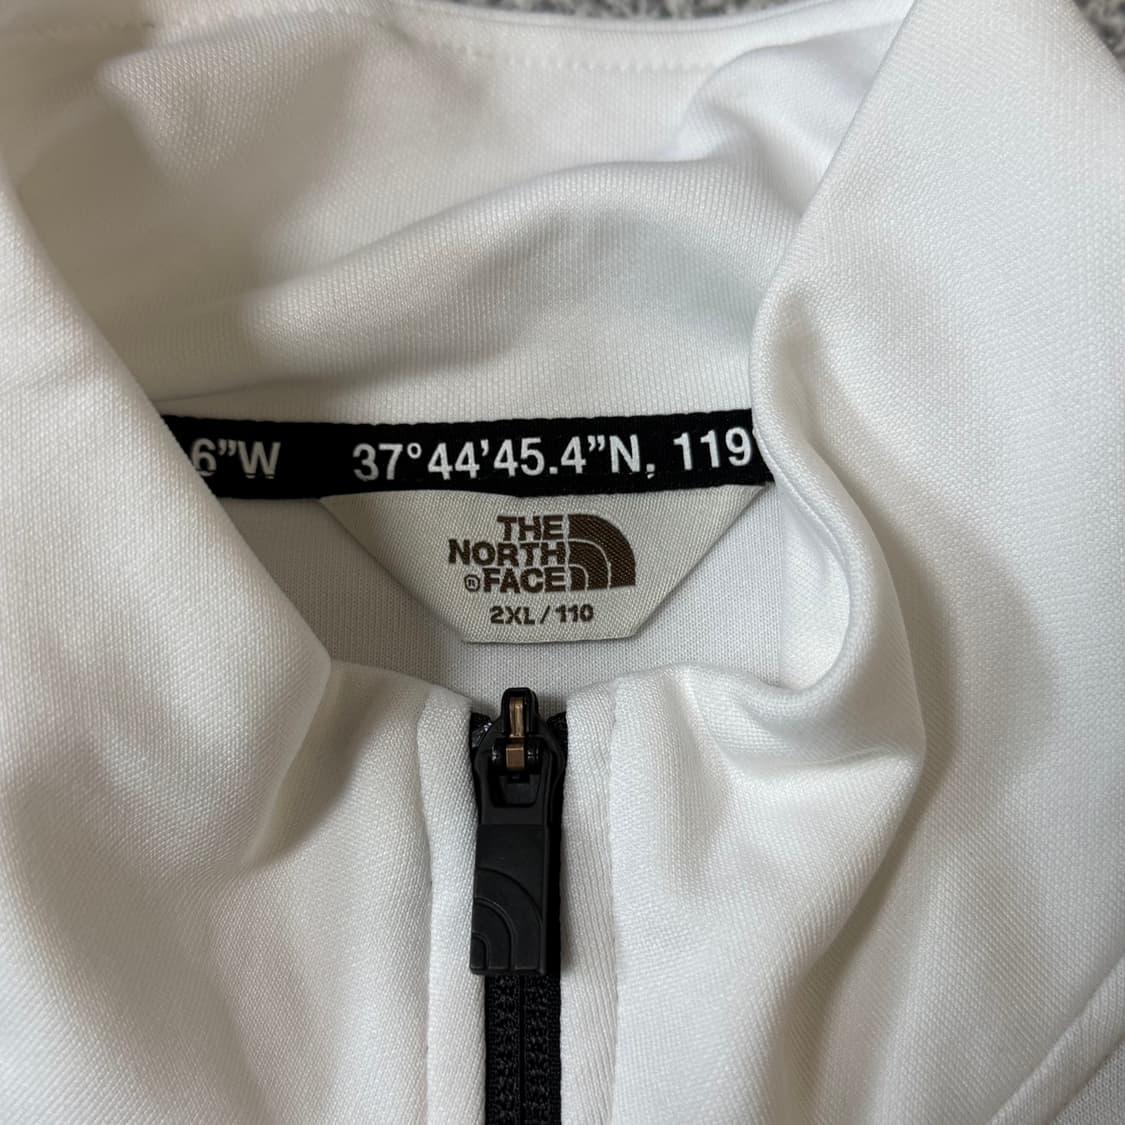 6”W 37°44’45.4”N, 119°
THE
NORTH
®FACE
2XL / 110